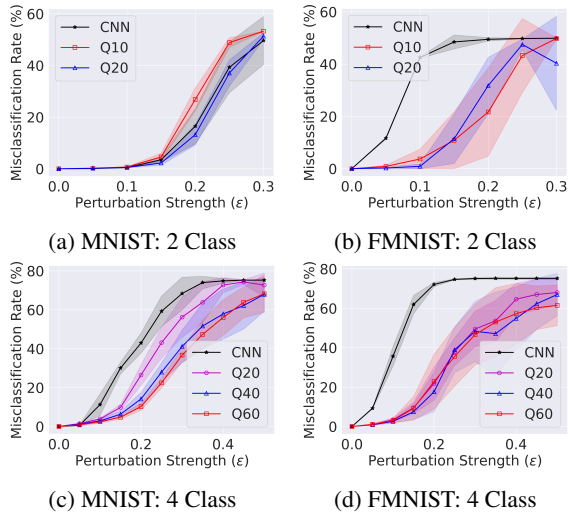 Misclassification Rate (%)
60
40
20
0
CNN
Q10
Q20
0.0 0.1 0.2 0.3
Perturbation Strength (ε)
(a) MNIST: 2 Class
Misclassification Rate (%)
60
40
20
0
CNN
Q10
Q20
0.0 0.1 0.2 0.3
Perturbation Strength (ε)
(b) FMNIST: 2 Class
Misclassification Rate (%)
80
60
40
20
0
CNN
Q20
Q40
Q60
0.0 0.2 0.4
Perturbation Strength (ε)
(c) MNIST: 4 Class
Misclassification Rate (%)
80
60
40
20
0
CNN
Q20
Q40
Q60
0.0 0.2 0.4
Perturbation Strength (ε)
(d) FMNIST: 4 Class